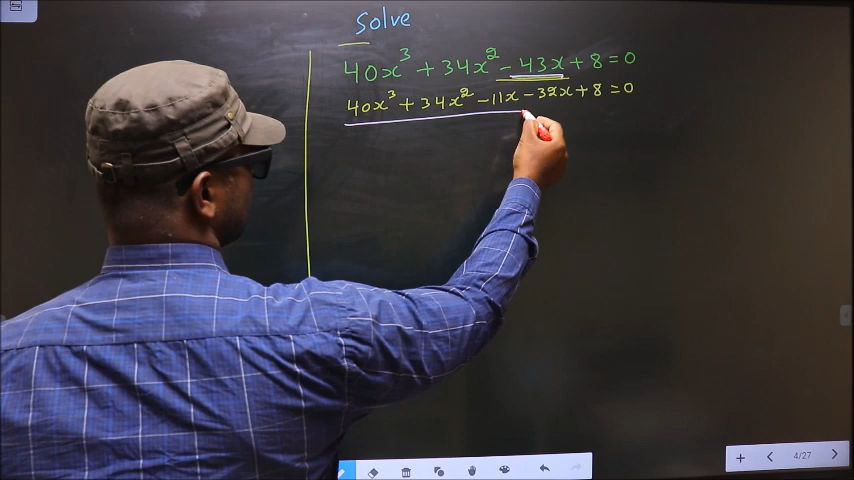 Solve
40x³ + 34x² - 43x + 8 = 0
40x³ + 34x² - 11x - 32x + 8 = 0
4/27